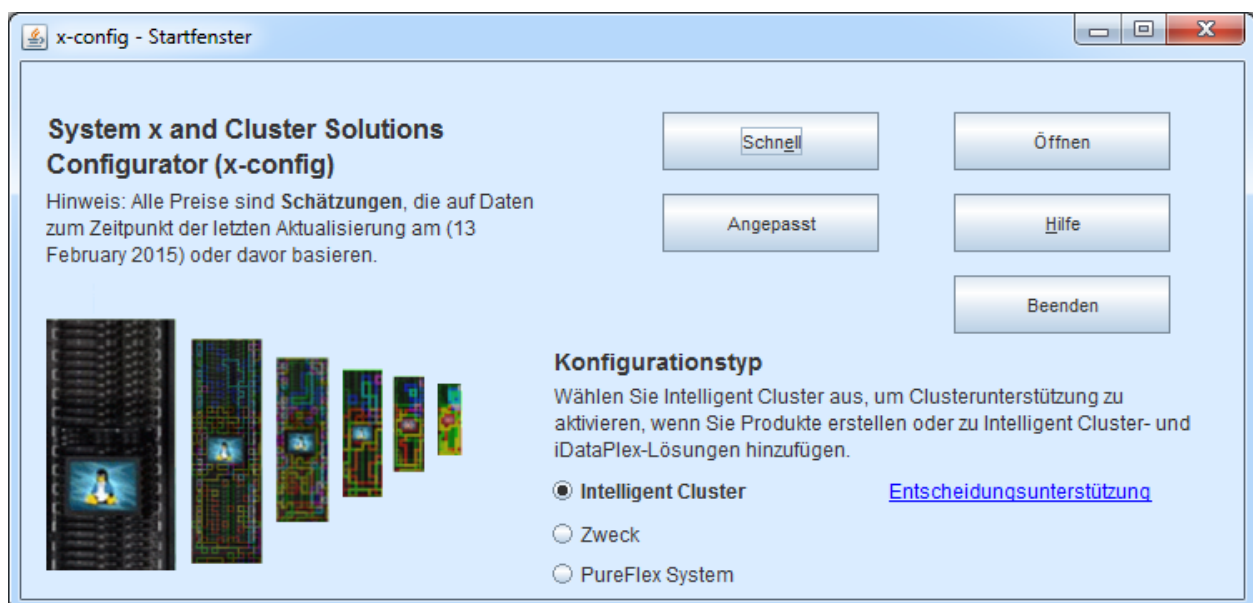 x-config - Startfenster
System x and Cluster Solutions
Configurator (x-config)
Hinweis: Alle Preise sind Schätzungen, die auf Daten
zum Zeitpunkt der letzten Aktualisierung am (13
February 2015) oder davor basieren.
Schnell
Öffnen
Angepasst
Hilfe
Beenden
Konfigurationstyp
Wählen Sie Intelligent Cluster aus, um Clusterunterstützung zu
aktivieren, wenn Sie Produkte erstellen oder zu Intelligent Cluster- und
iDataPlex-Lösungen hinzufügen.
Intelligent Cluster
Entscheidungsunterstützung
Zweck
PureFlex System